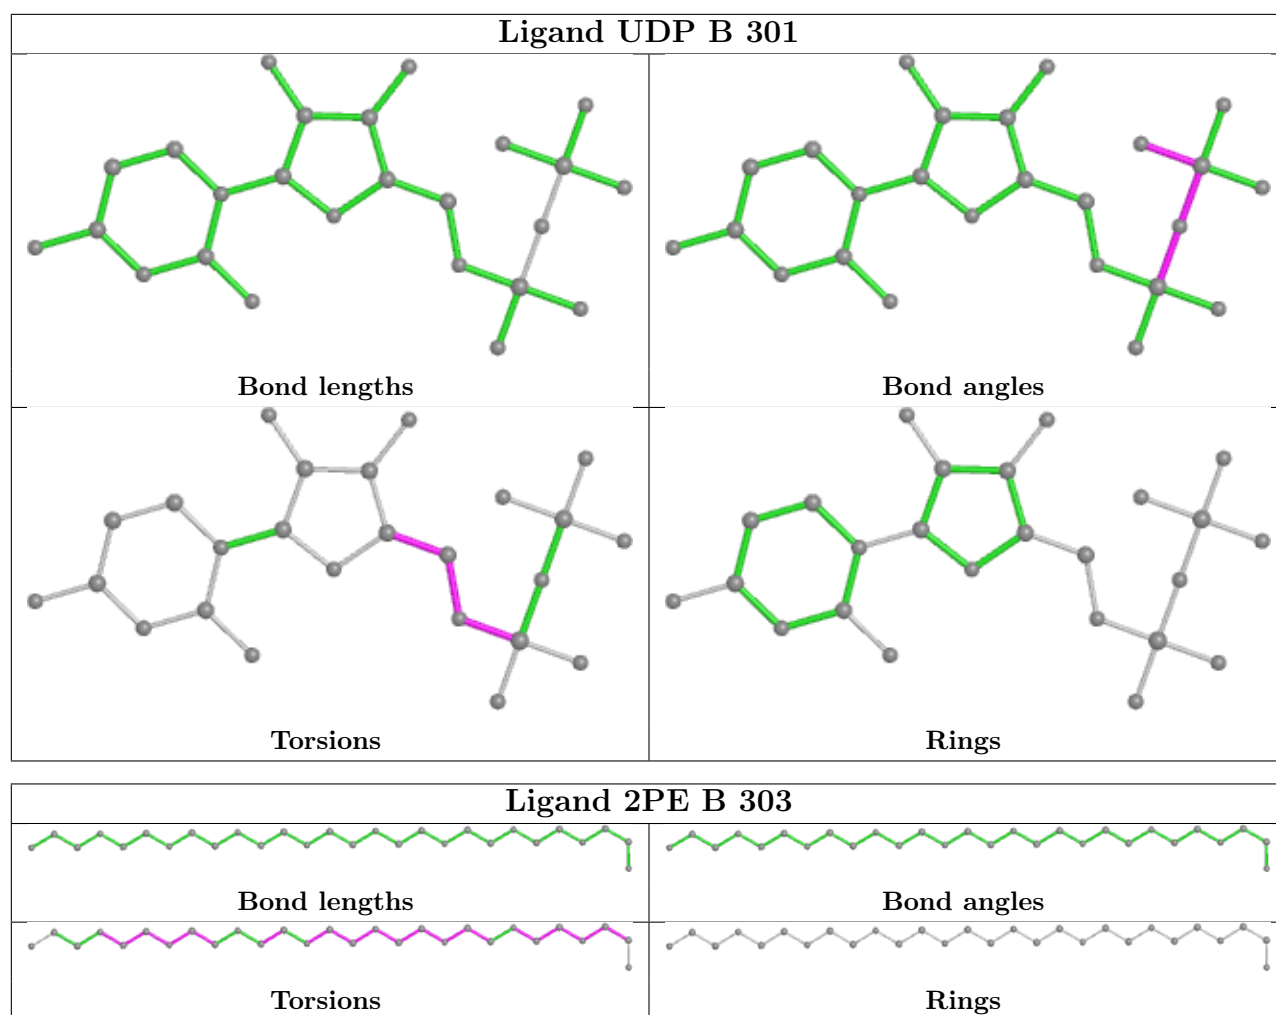 Ligand UDP B 301
Bond lengths
Bond angles
Torsions
Rings
Ligand 2PE B 303
Bond lengths
Bond angles
Torsions
Rings